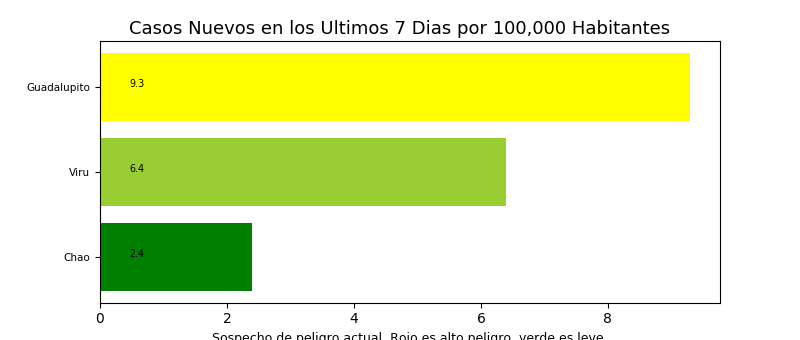 Casos Nuevos en los Ultimos 7 Dias por 100,000 Habitantes
Guadalupito
9.3
Viru
6.4
Chao
2.4
0 2 4 6 8
Sospecho de peligro actual. Rojo es alto peligro, verde es leve